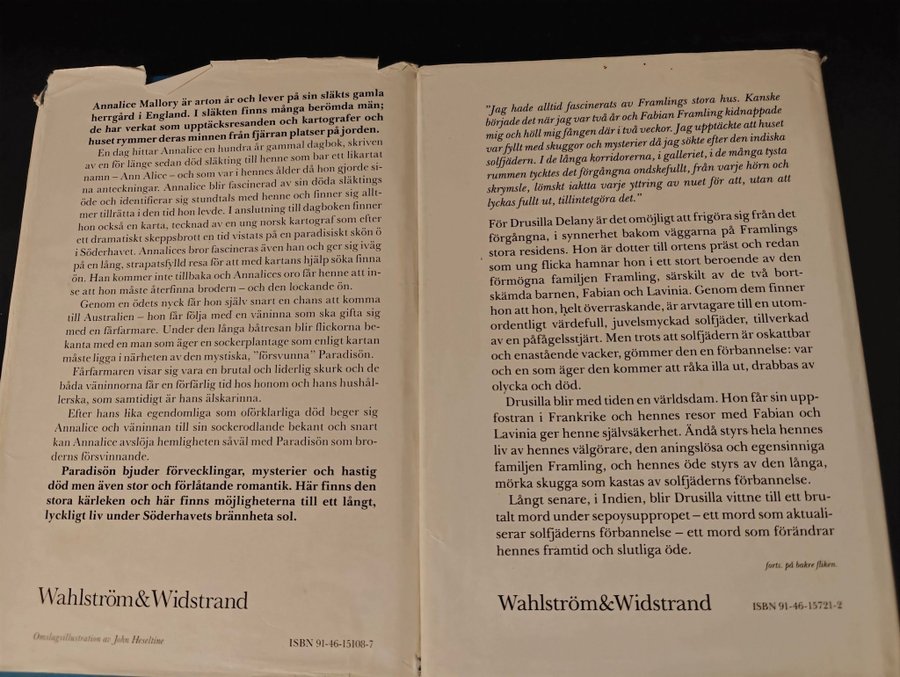 Annalice Mallory är arton år och lever på sin släkts gamla
herrgård i England. I släkten finns många berömda män;
de har verkat som upptäcktsresanden och kartografer och
huset rymmer deras minnen från fjärran platser på jorden.
En dag hittar Annalice en hundra år gammal dagbok, skriven
av en för länge sedan död släkting till henne som bar ett likartat
namn – Ann Alice – och som var i hennes ålder då hon gjorde si-
na anteckningar. Annalice blir fascinerad av sin döda släktings
öde och identifierar sig stundtals med henne och finner sig allt-
mer tillrätta i den tid hon levde. I anslutning till dagboken finner
hon också en karta, tecknad av en ung norsk kartograf som efter
ett dramatiskt skeppsbrott en tid vistats på en paradisiskt skön ö
i Söderhavet. Annalices bror fascineras även han och ger sig iväg
på en lång, strapatsfylld resa för att med kartans hjälp söka finna
ön. Han kommer inte tillbaka och Annalices oro får henne att in-
se att hon måste återfinna brodern – och den lockande ön.
Genom en ödets nyck får hon själv snart en chans att komma
till Australien – hon får följa med en väninna som ska gifta sig
med en fårfarmare. Under den långa båtresan blir flickorna be-
kanta med en man som äger en sockerplantage som enligt kartan
måste ligga i närheten av den mystiska, ”försvunna” Paradisön.
Fårfarmaren visar sig vara en brutal och liderlig skurk och de
båda väninnorna får en förfärlig tid hos honom och hans hushål-
lerska, som samtidigt är hans älskarinna.
Efter hans lika egendomliga som oförklarliga död beger sig
Annalice och väninnan till sin sockerodlande bekant och snart
kan Annalice avslöja hemligheten såväl med Paradisön som bro-
derns försvinnande.
Paradisön bjuder förvecklingar, mysterier och hastig
död men även stor och förlåtande romantik. Här finns den
stora kärleken och här finns möjligheterna till ett långt,
lyckligt liv under Söderhavets brännheta sol.
Wahlström&Widstrand
Omslagsillustration av John Heseltine.
ISBN 91-46-15108-7
”Jag hade alltid fascinerats av Framlings stora hus. Kanske
började det när jag var två år och Fabian Framling kidnappade
mig och höll mig fången där i två veckor. Jag upptäckte att huset
var fyllt med skuggor och mysterier då jag sökte efter den indiska
solfjädern. I de långa korridorerna, i galleriet, i de många tysta
rummen tycktes det förgångna ondskefullt, från varje hörn och
skrymsle, lömskt iaktta varje yttring av nuet för att, utan att
lyckas fullt ut, tillintetgöra det.”
För Drusilla Delany är det omöjligt att frigöra sig från det
förgångna, i synnerhet bakom väggarna på Framlings
stora residens. Hon är dotter till ortens präst och redan
som ung flicka hamnar hon i ett stort beroende av den
förmögna familjen Framling, särskilt av de två bort-
skämda barnen, Fabian och Lavinia. Genom dem finner
hon att hon, helt överraskande, är arvtagare till en utom-
ordentligt värdefull, juvelsmyckad solfjäder, tillverkad
av en påfågelsstjärt. Men trots att solfjädern är oskattbar
och enastående vacker, gömmer den en förbannelse: var
och en som äger den kommer att råka illa ut, drabbas av
olycka och död.
Drusilla blir med tiden en världsdam. Hon får sin upp-
fostran i Frankrike och hennes resor med Fabian och
Lavinia ger henne självsäkerhet. Ändå styrs hela hennes
liv av hennes välgörare, den aningslösa och egensinniga
familjen Framling, och hennes öde styrs av den långa,
mörka skugga som kastas av solfjäderns förbannelse.
Långt senare, i Indien, blir Drusilla vittne till ett bru-
talt mord under sepoysuppropet – ett mord som aktuali-
serar solfjäderns förbannelse – ett mord som förändrar
hennes framtid och slutliga öde.
forts. på bakre fliken.
Wahlström&Widstrand
ISBN 91-46-15721-2